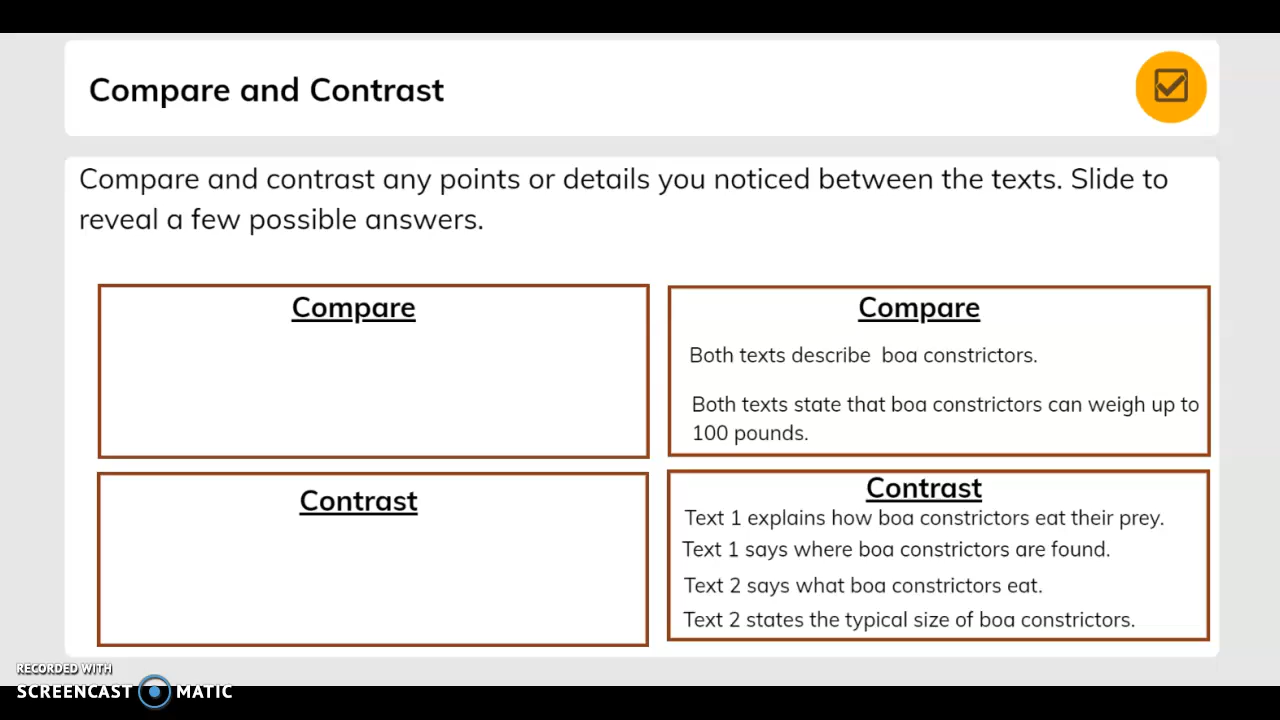 Compare and Contrast
Compare and contrast any points or details you noticed between the texts. Slide to
reveal a few possible answers.
Compare
Compare
Both texts describe boa constrictors.
Both texts state that boa constrictors can weigh up to
100 pounds.
Contrast
Contrast
Text 1 explains how boa constrictors eat their prey.
Text 1 says where boa constrictors are found.
Text 2 says what boa constrictors eat.
Text 2 states the typical size of boa constrictors.
RECORDED WITH
SCREENCAST MATIC